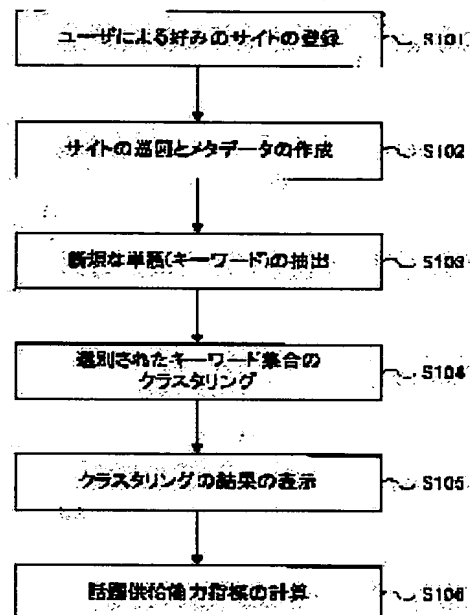 ユーザによる好みのサイトの登録
S101
サイトの巡回とメタデータの作成
S102
新規な単語(キーワード)の抽出
S103
選別されたキーワード集合の
クラスタリング
S104
クラスタリングの結果の表示
S105
話題供給能力指標の計算
S106